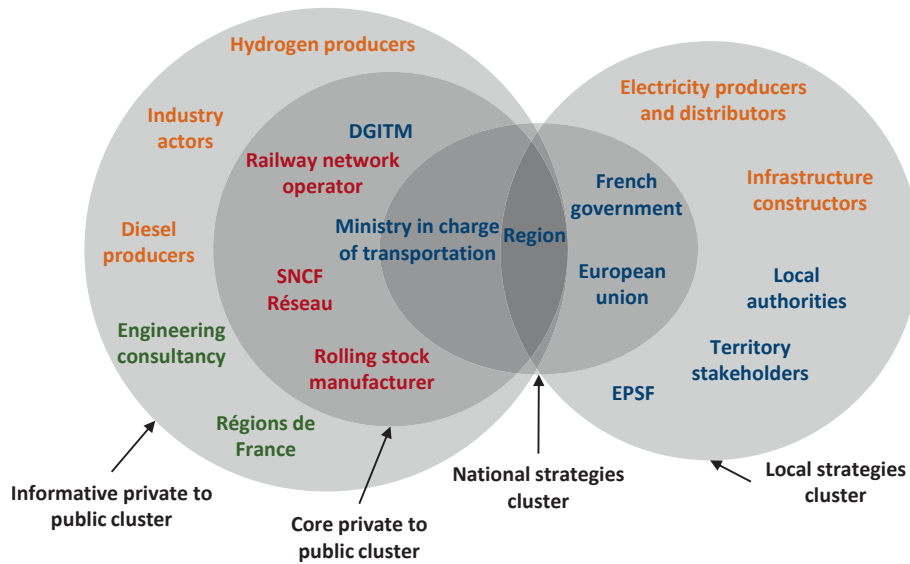 Hydrogen producers
Industry
actors
DGITM
Railway network
operator
Diesel
producers
Ministry in charge
of transportation
Region
SNCF
Réseau
Engineering
consultancy
Rolling stock
manufacturer
Régions de
France
Electricity producers
and distributors
French
government
Infrastructure
constructors
European
union
Local
authorities
Territory
stakeholders
EPSF
Informative private to
public cluster
Core private to
public cluster
National strategies
cluster
Local strategies
cluster